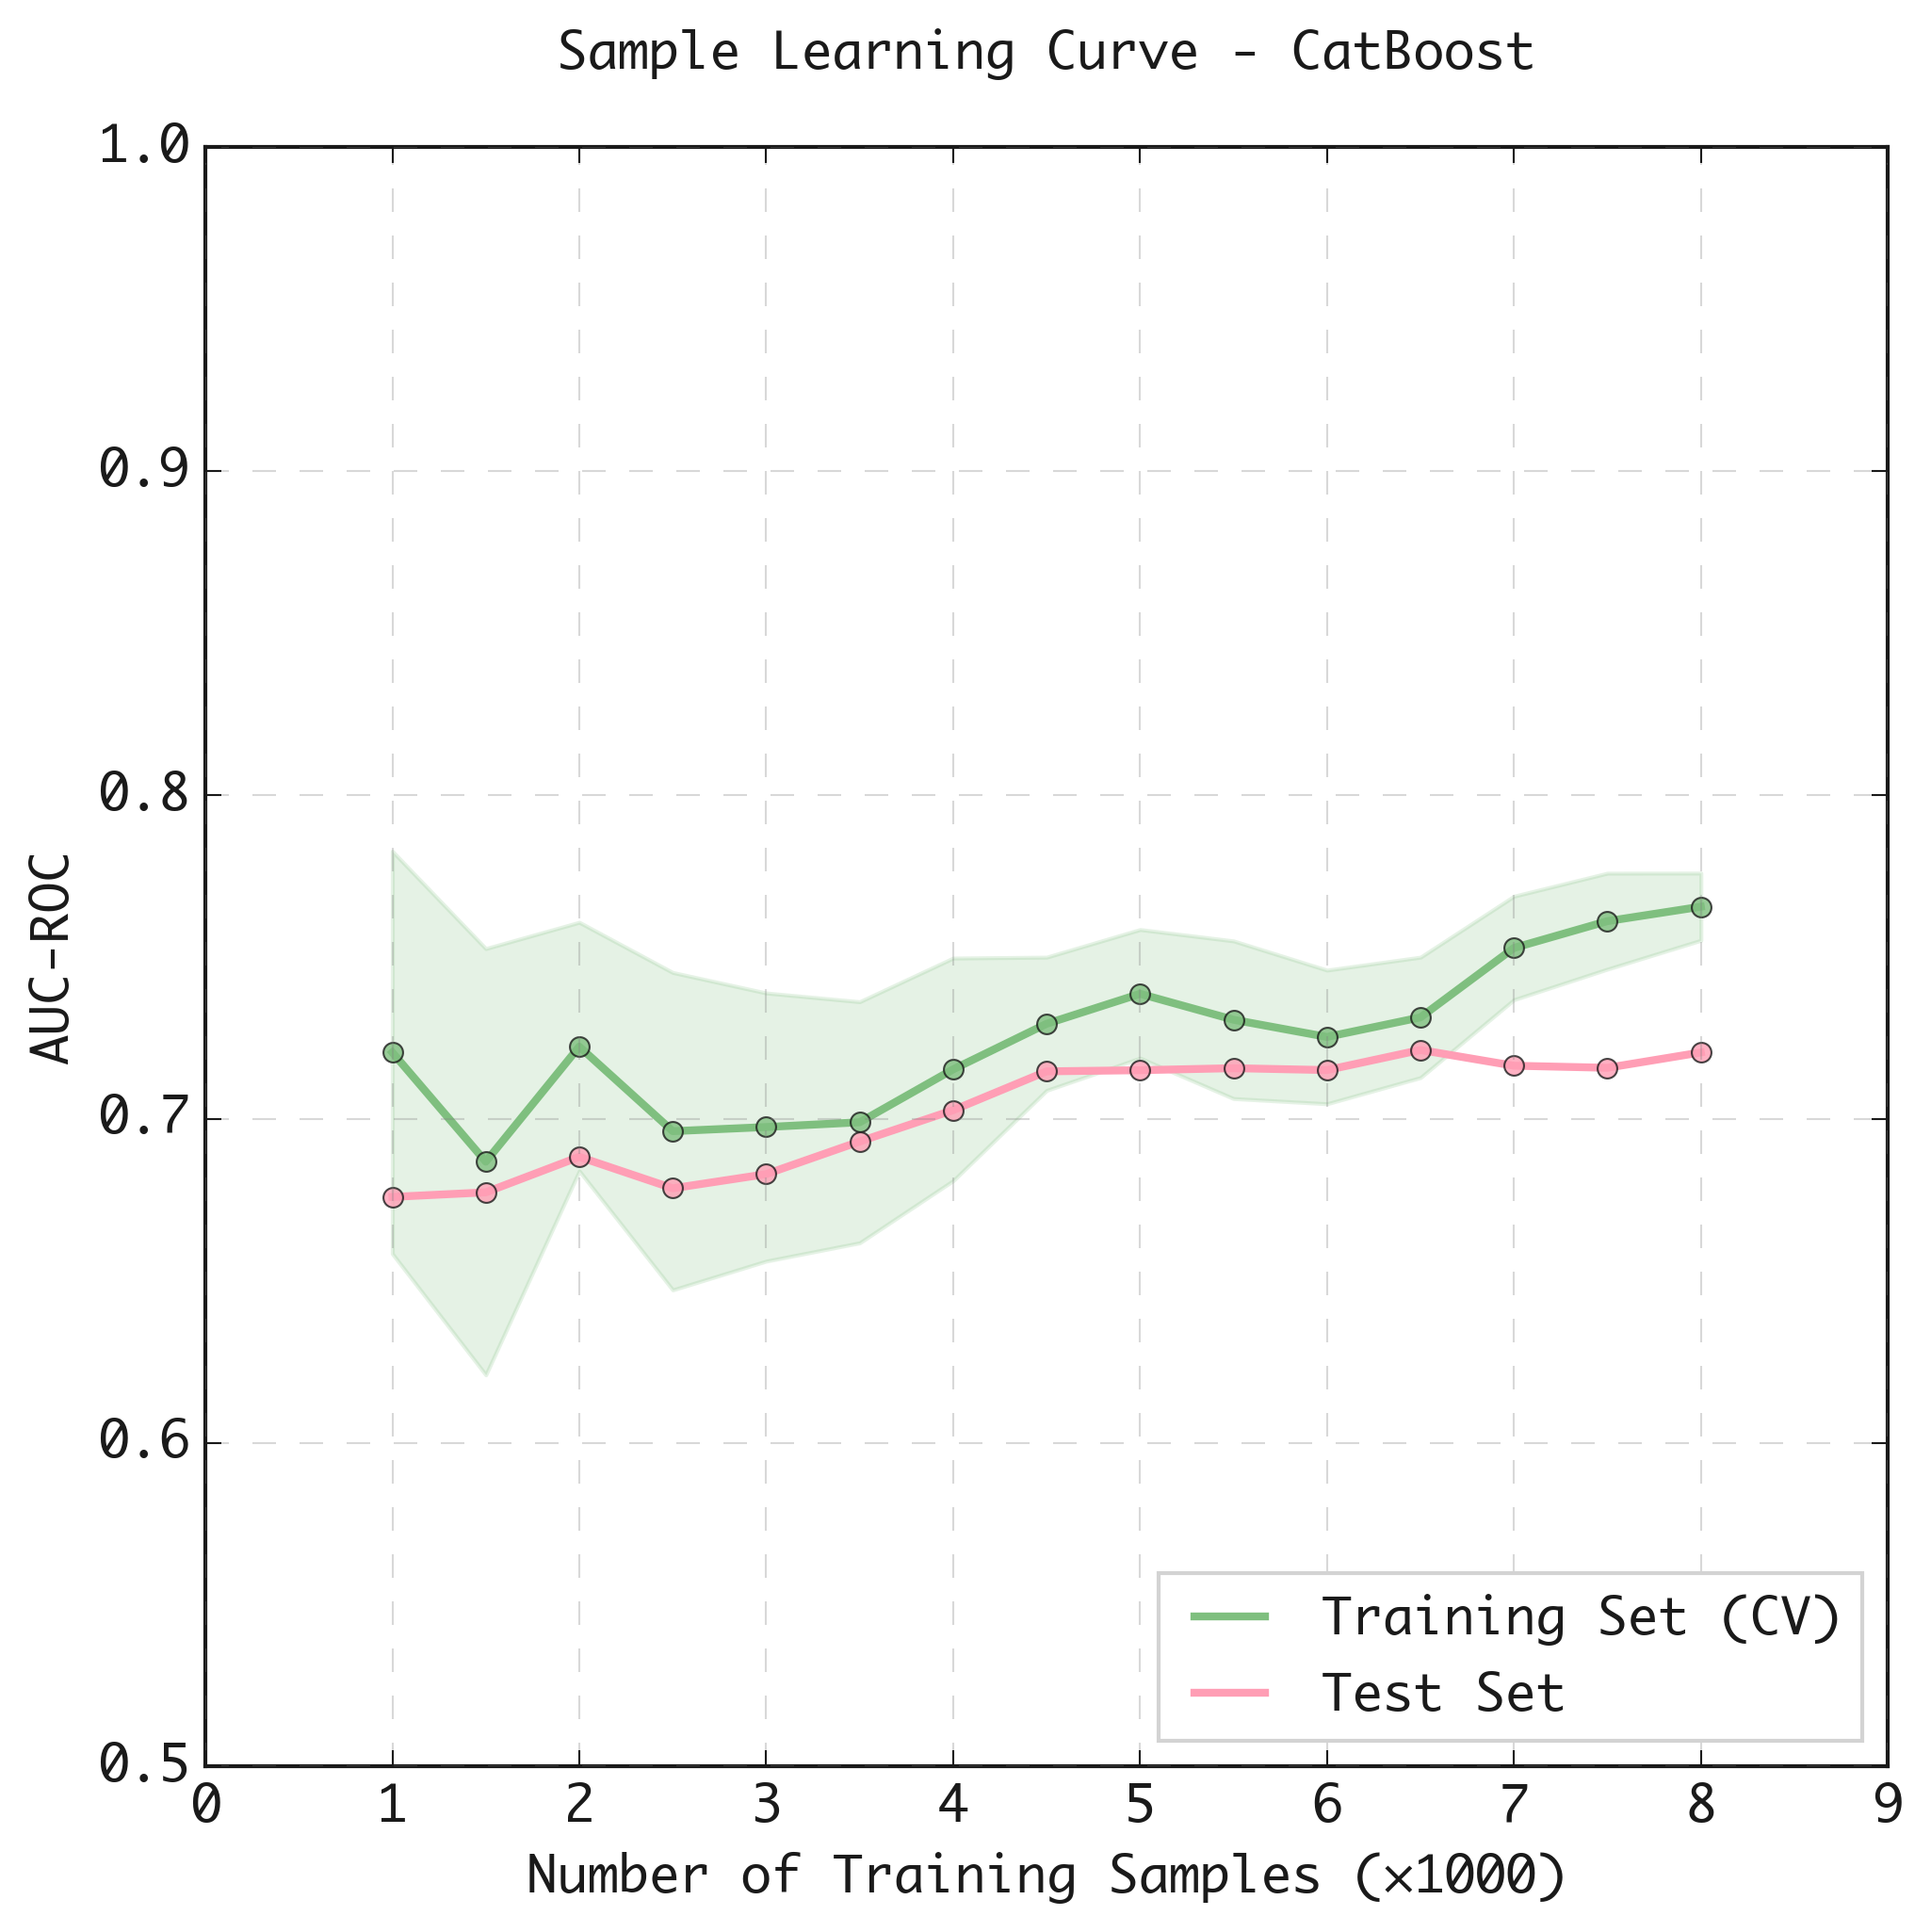 Sample Learning Curve - CatBoost
1.0
0.9
0.8
0.7
0.6
0.5
AUC-ROC
0 1 2 3 4 5 6 7 8 9
Number of Training Samples (×1000)
Training Set (CV)
Test Set